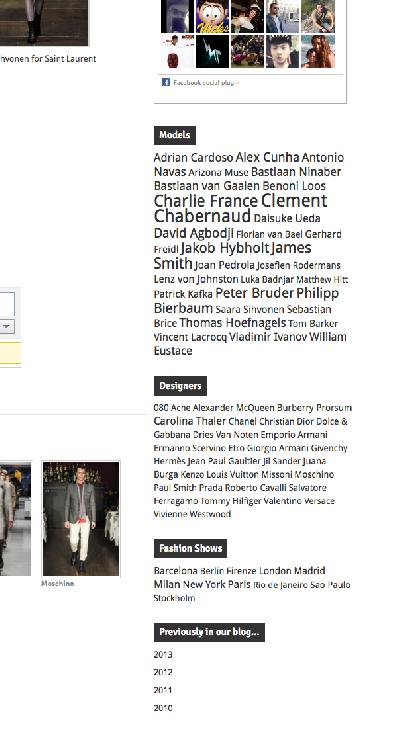 hvonen for Saint Laurent
Facebook social plugin
Models
Adrian Cardoso Alex Cunha Antonio
Navas Arizona Muse Bastiaan Ninaber
Bastiaan van Gaalen Benoni Loos
Charlie France Clement
Chabernaud Daisuke Ueda
David Agbodji Florian van Bael Gerhard
Freidl Jakob Hybholt James
Smith Joan Pedrola Josefien Rodermans
Lenz von Johnston Luka Badnjar Matthew Hitt
Patrick Kafka Peter Bruder Philipp
Bierbaum Saara Sihvonen Sebastian
Brice Thomas Hoefnagels Tom Barker
Vincent Lacrocq Vladimir Ivanov William
Eustace
Designers
080 Acne Alexander McQueen Burberry Prorsum
Carolina Thaler Chanel Christian Dior Dolce &
Gabbana Dries Van Noten Emporio Armani
Ermanno Scervino Etro Giorgio Armani Givenchy
Hermès Jean Paul Gaultier Jil Sander Juana
Burga Kenzo Louis Vuitton Missoni Moschino
Paul Smith Prada Roberto Cavalli Salvatore
Ferragamo Tommy Hilfiger Valentino Versace
Vivienne Westwood
Moschino
Fashion Shows
Barcelona Berlin Firenze London Madrid
Milan New York Paris Rio de Janeiro Sao Paulo
Stockholm
Previously in our blog...
2013
2012
2011
2010